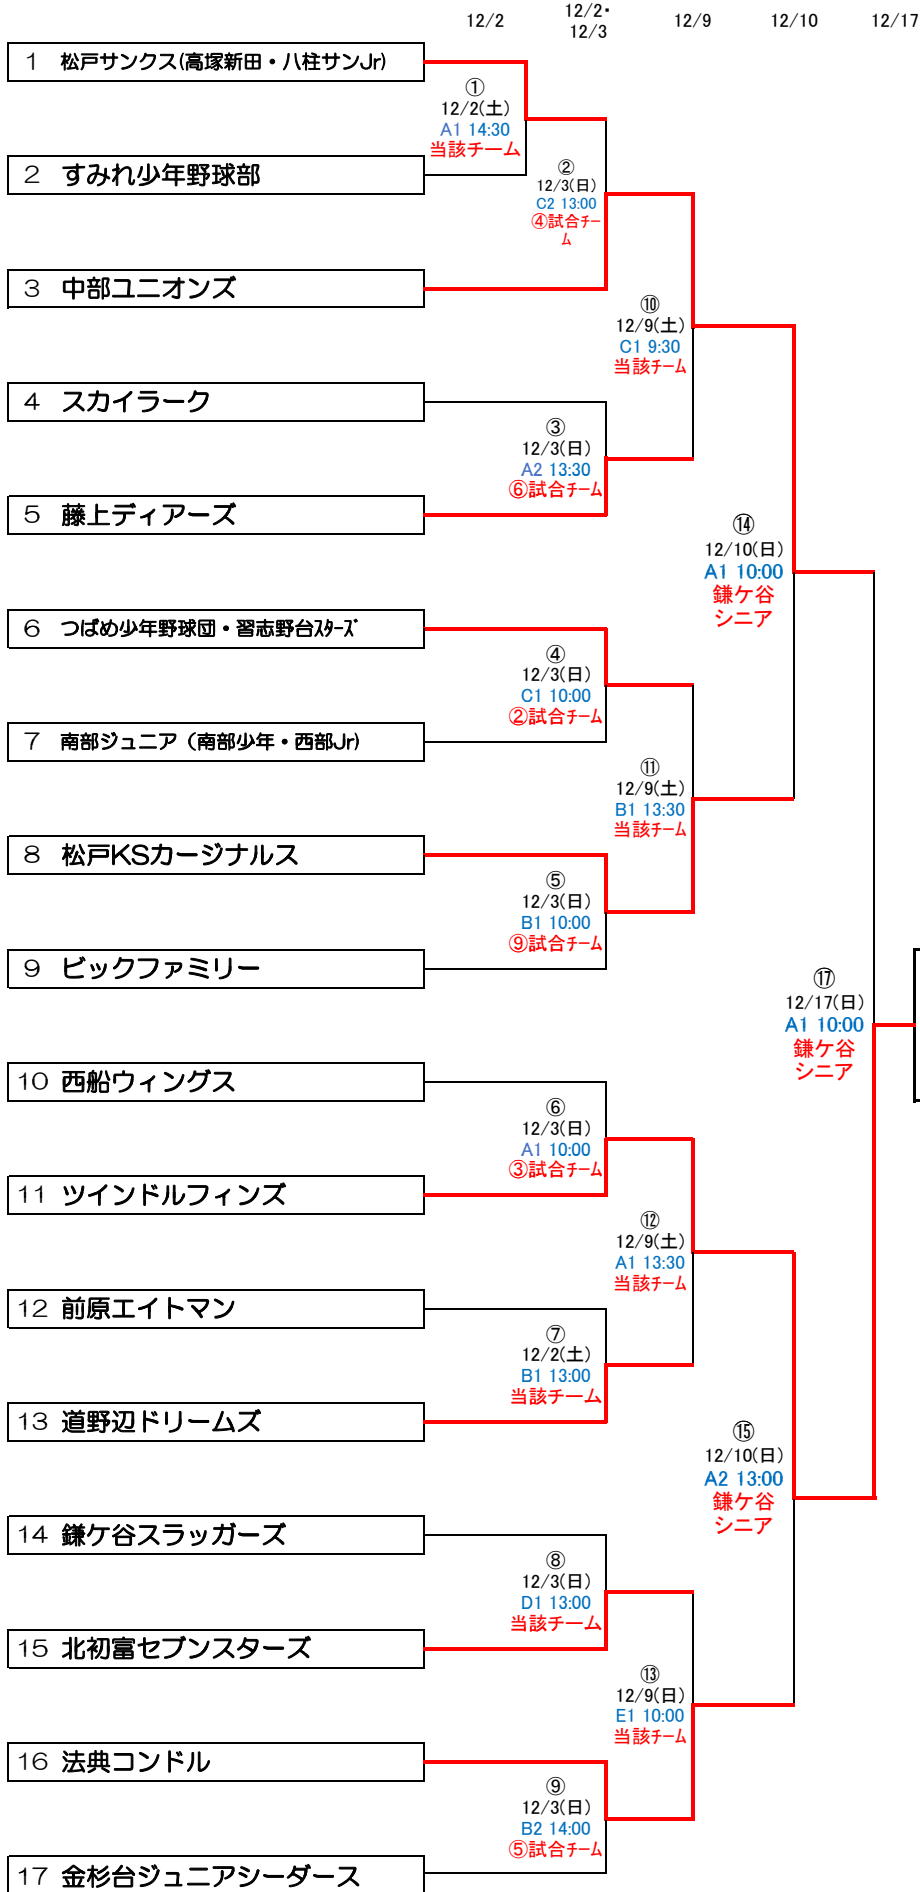 12/2
12/2・
12/3
12/9
12/10
12/17
1 松戸サンクス(高塚新田・八柱サンJr)
①
12/2(土)
A1 14:30
当該チーム
2 すみれ少年野球部
②
12/3(日)
C2 13:00
④試合チー
ム
3 中部ユニオンズ
⑩
12/9(土)
C1 9:30
当該チーム
4 スカイラーク
③
12/3(日)
A2 13:30
⑥試合チーム
5 藤上ディアーズ
⑭
12/10(日)
A1 10:00
鎌ケ谷
シニア
6 つばめ少年野球団・習志野台スターズ
④
12/3(日)
C1 10:00
②試合チーム
7 南部ジュニア（南部少年・西部Jr)
⑪
12/9(土)
B1 13:30
当該チーム
8 松戸KSカージナルス
⑤
12/3(日)
B1 10:00
⑨試合チーム
9 ビックファミリー
⑰
12/17(日)
A1 10:00
鎌ケ谷
シニア
10 西船ウィングス
⑥
12/3(日)
A1 10:00
③試合チーム
11 ツインドルフィンズ
⑫
12/9(土)
A1 13:30
当該チーム
12 前原エイトマン
⑦
12/2(土)
B1 13:00
当該チーム
13 道野辺ドリームズ
⑮
12/10(日)
A2 13:00
鎌ケ谷
シニア
14 鎌ケ谷スラッガーズ
⑧
12/3(日)
D1 13:00
当該チーム
15 北初富セブンスターズ
⑬
12/9(日)
E1 10:00
当該チーム
16 法典コンドル
⑨
12/3(日)
B2 14:00
⑤試合チーム
17 金杉台ジュニアシーダース